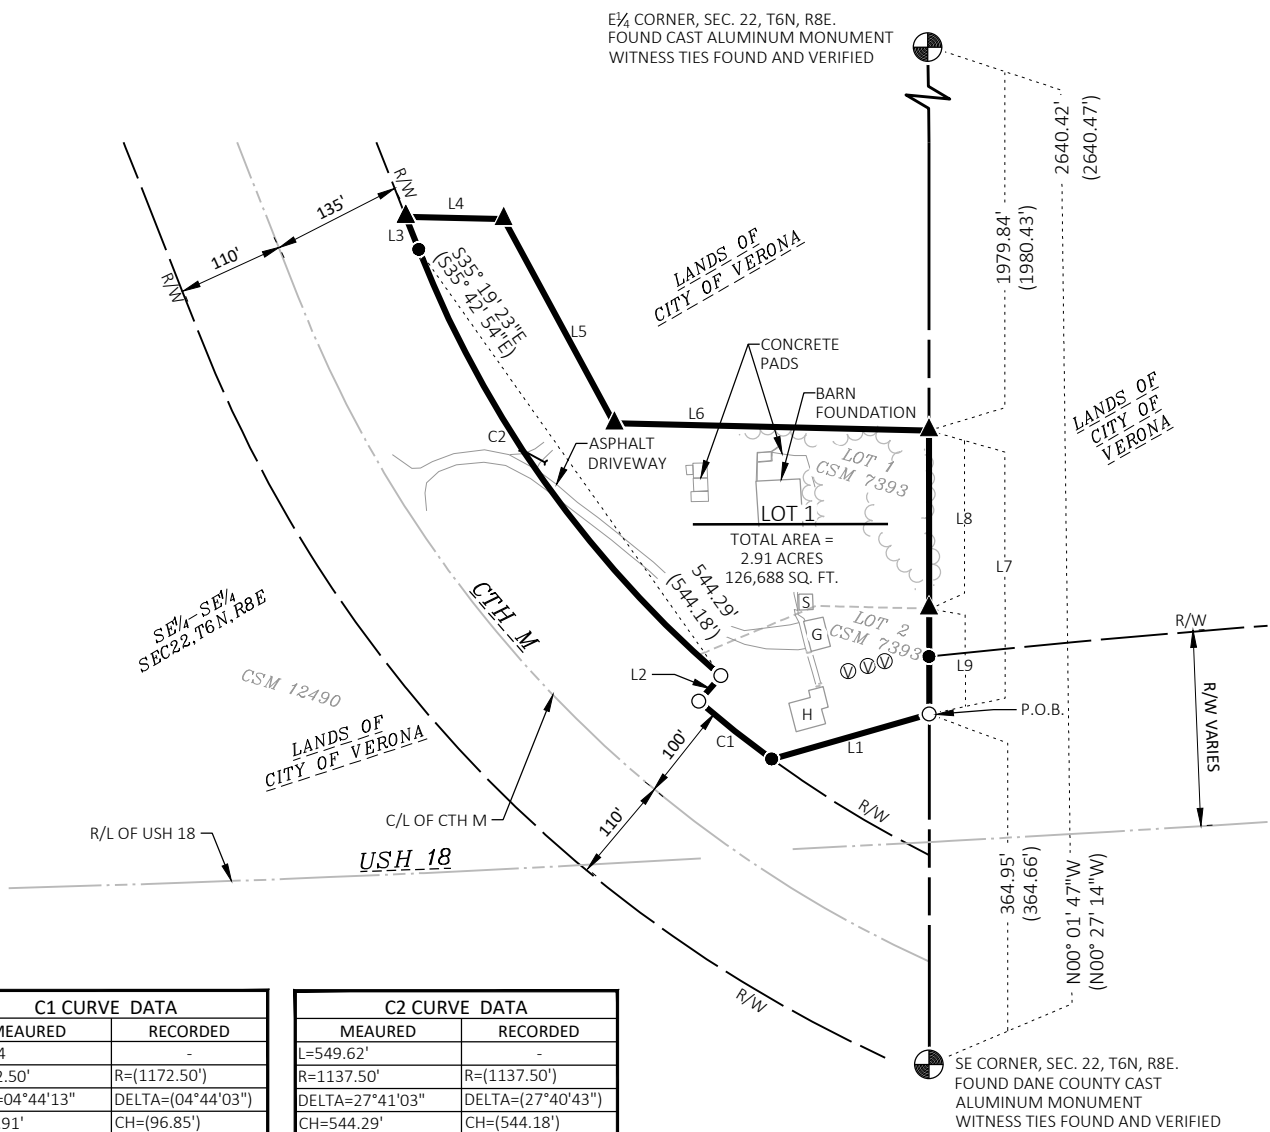 E¼ CORNER, SEC. 22, T6N, R8E.
FOUND CAST ALUMINUM MONUMENT
WITNESS TIES FOUND AND VERIFIED
2640.42'
(2640.47')
1979.84'
(1980.43')
R/W
135'
110'
R/W
L4
L3
S35° 19' 23"E
(S35° 42' 54"E)
LANDS OF
CITY OF VERONA
L5
CONCRETE
PADS
BARN
FOUNDATION
L6
LANDS OF
CITY OF
VERONA
C2
ASPHALT
DRIVEWAY
LOT 1
CSM 7393
LOT 1
TOTAL AREA =
2.91 ACRES
126,688 SQ. FT.
L8
L7
544.29'
(544.18')
CTH M
SE¼-SE¼
SEC22,T6N,R8E
CSM 12490
S
G
LOT 2
CSM 7393
V V V
H
R/W
L9
L2
P.O.B.
R/W VARIES
LANDS OF
CITY OF VERONA
C1
L1
100'
110'
R/W
R/L OF USH 18
C/L OF CTH M
USH 18
364.95'
(364.66')
N00° 01' 47"W
(N00° 27' 14"W)
R/W
C1 CURVE DATA
MEAURED RECORDED
4 -
2.50' R=(1172.50')
=04°44'13" DELTA=(04°44'03")
91' CH=(96.85')
C2 CURVE DATA
MEAURED RECORDED
L=549.62' -
R=1137.50' R=(1137.50')
DELTA=27°41'03" DELTA=(27°40'43")
CH=544.29' CH=(544.18')
SE CORNER, SEC. 22, T6N, R8E.
FOUND DANE COUNTY CAST
ALUMINUM MONUMENT
WITNESS TIES FOUND AND VERIFIED